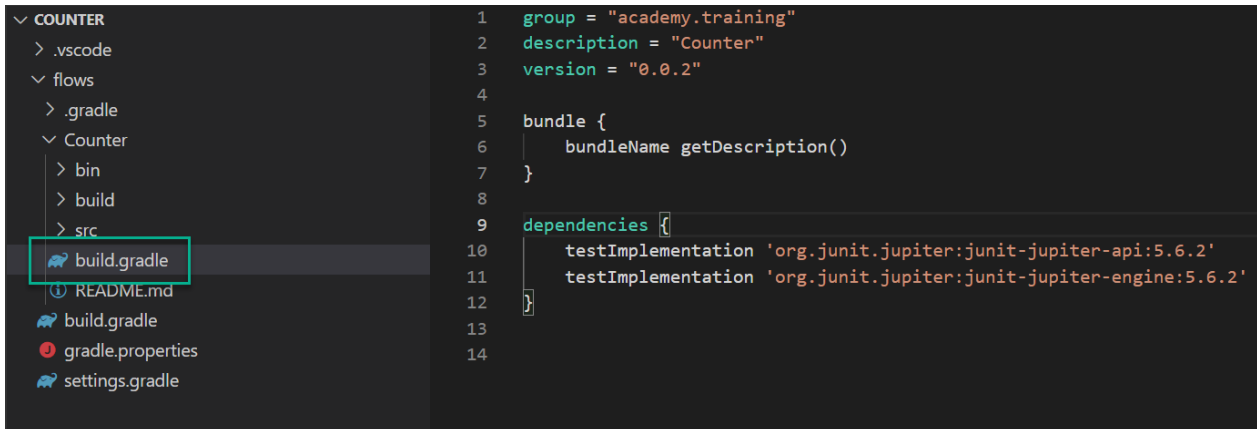 COUNTER
.vscode
flows
.gradle
Counter
bin
build
src
build.gradle
README.md
build.gradle
gradle.properties
settings.gradle
1 group = "academy.training"
2 description = "Counter"
3 version = "0.0.2"
4
5 bundle {
6 bundleName getDescription()
7 }
8
9 dependencies {
10 testImplementation 'org.junit.jupiter:junit-jupiter-api:5.6.2'
11 testImplementation 'org.junit.jupiter:junit-jupiter-engine:5.6.2'
12 }
13
14